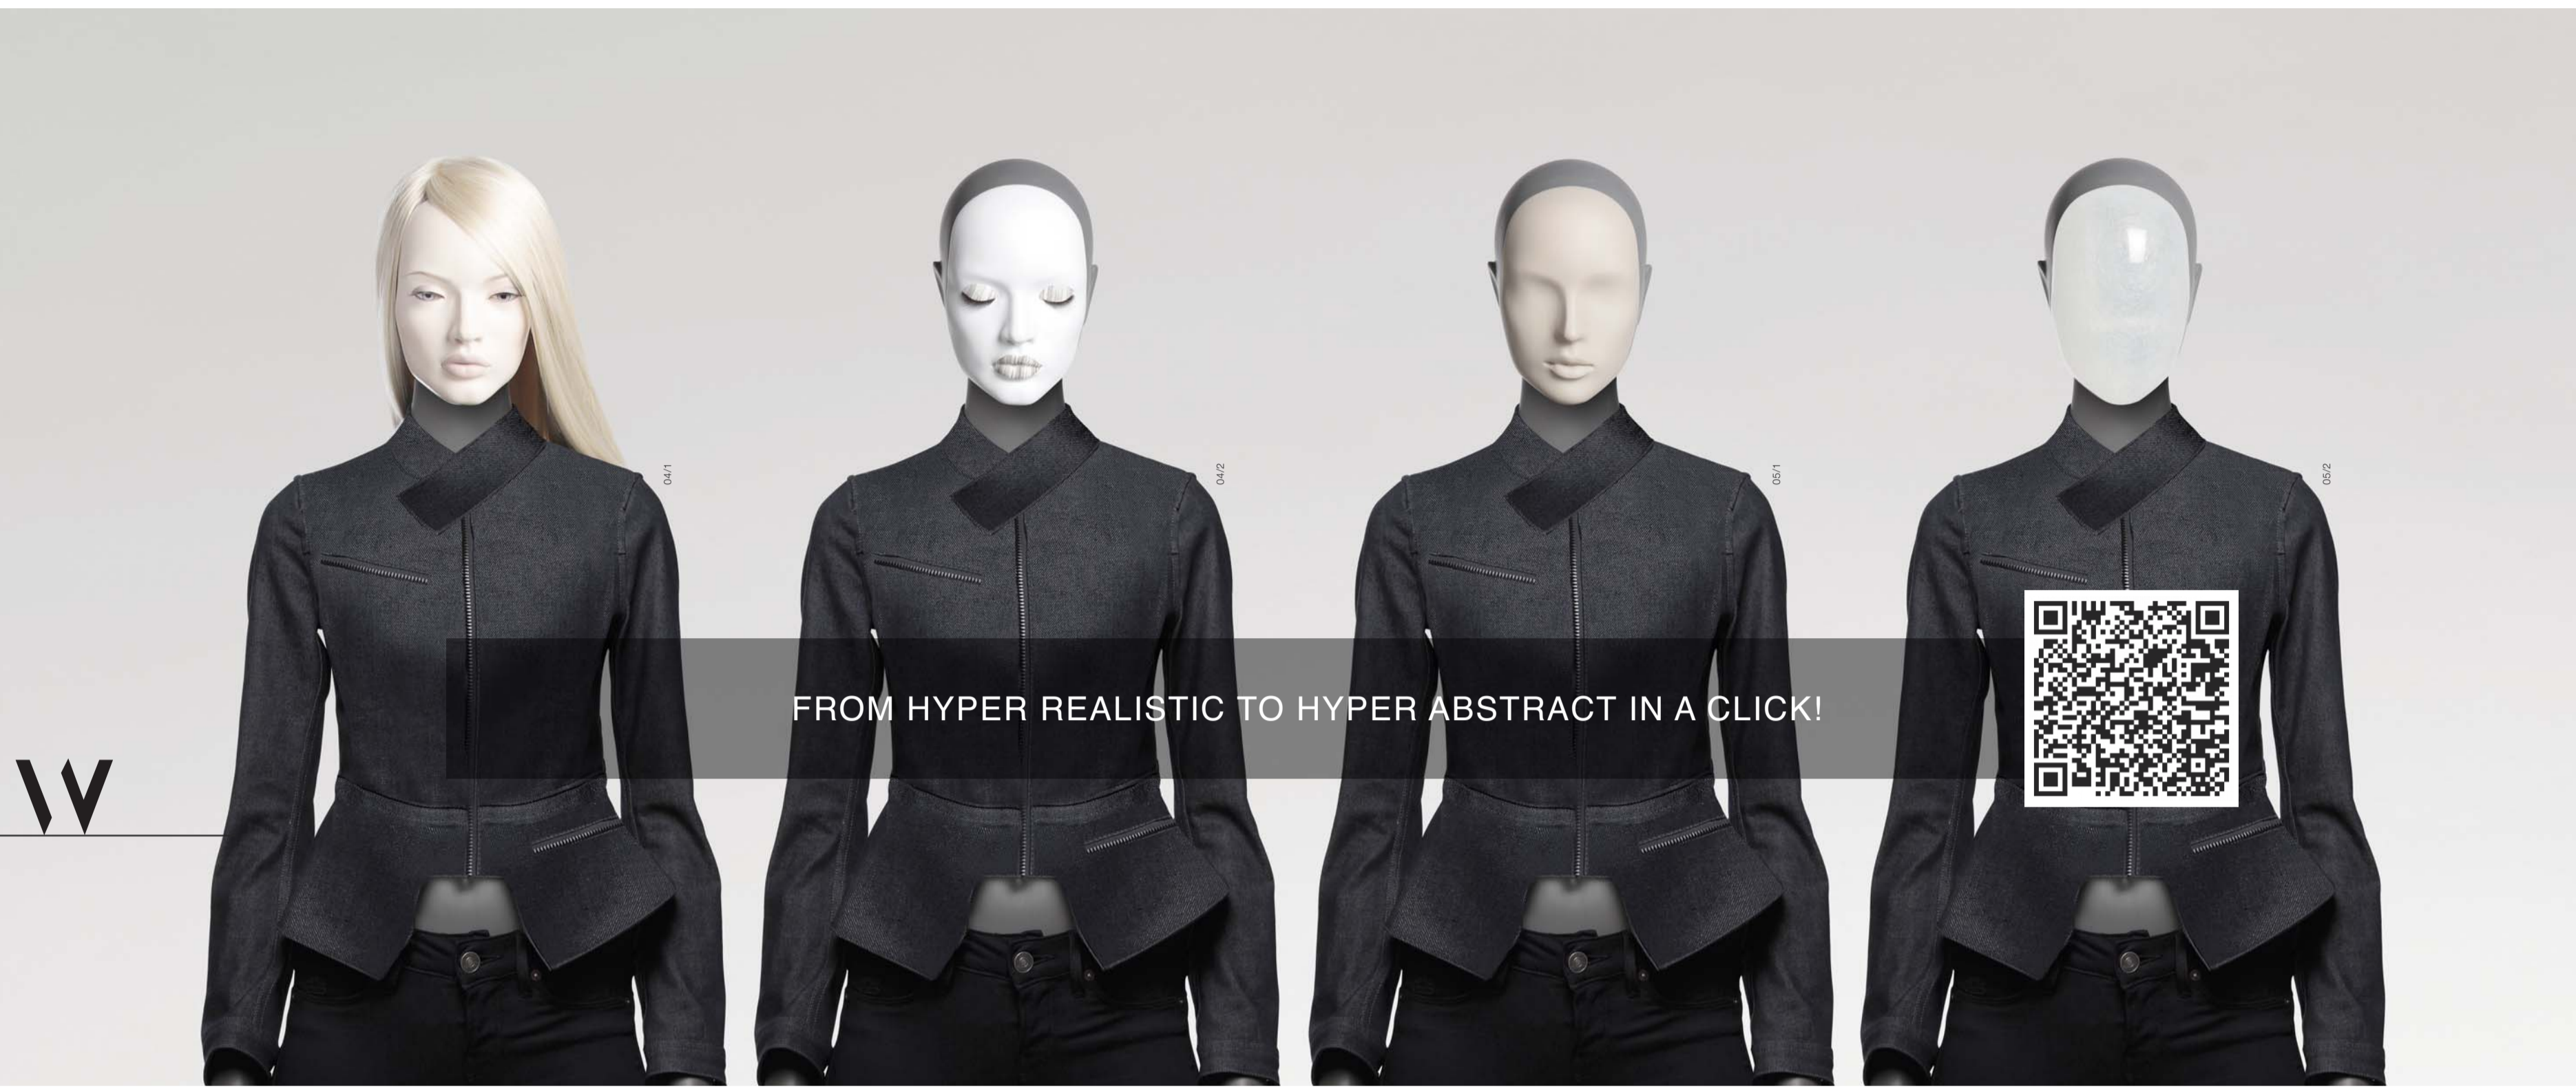 04/1
04/2
05/1
05/2
FROM HYPER REALISTIC TO HYPER ABSTRACT IN A CLICK!
W